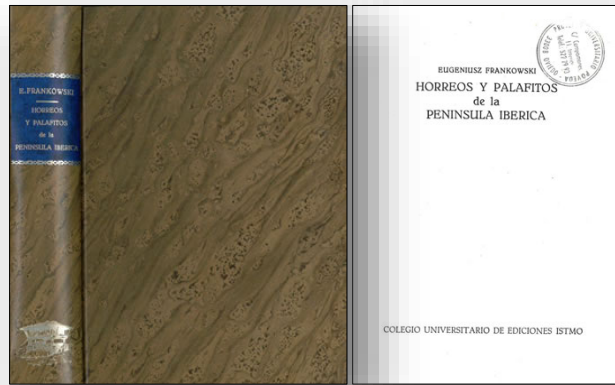 E. FRANKOWSKI
HORREOS
Y PALAFITOS
de la
PENINSULA IBERICA
EUGENIUSZ FRANKOWSKI
HORREOS Y PALAFITOS
de la
PENINSULA IBERICA
COLEGIO UNIVERSITARIO DE EDICIONES ISTMO